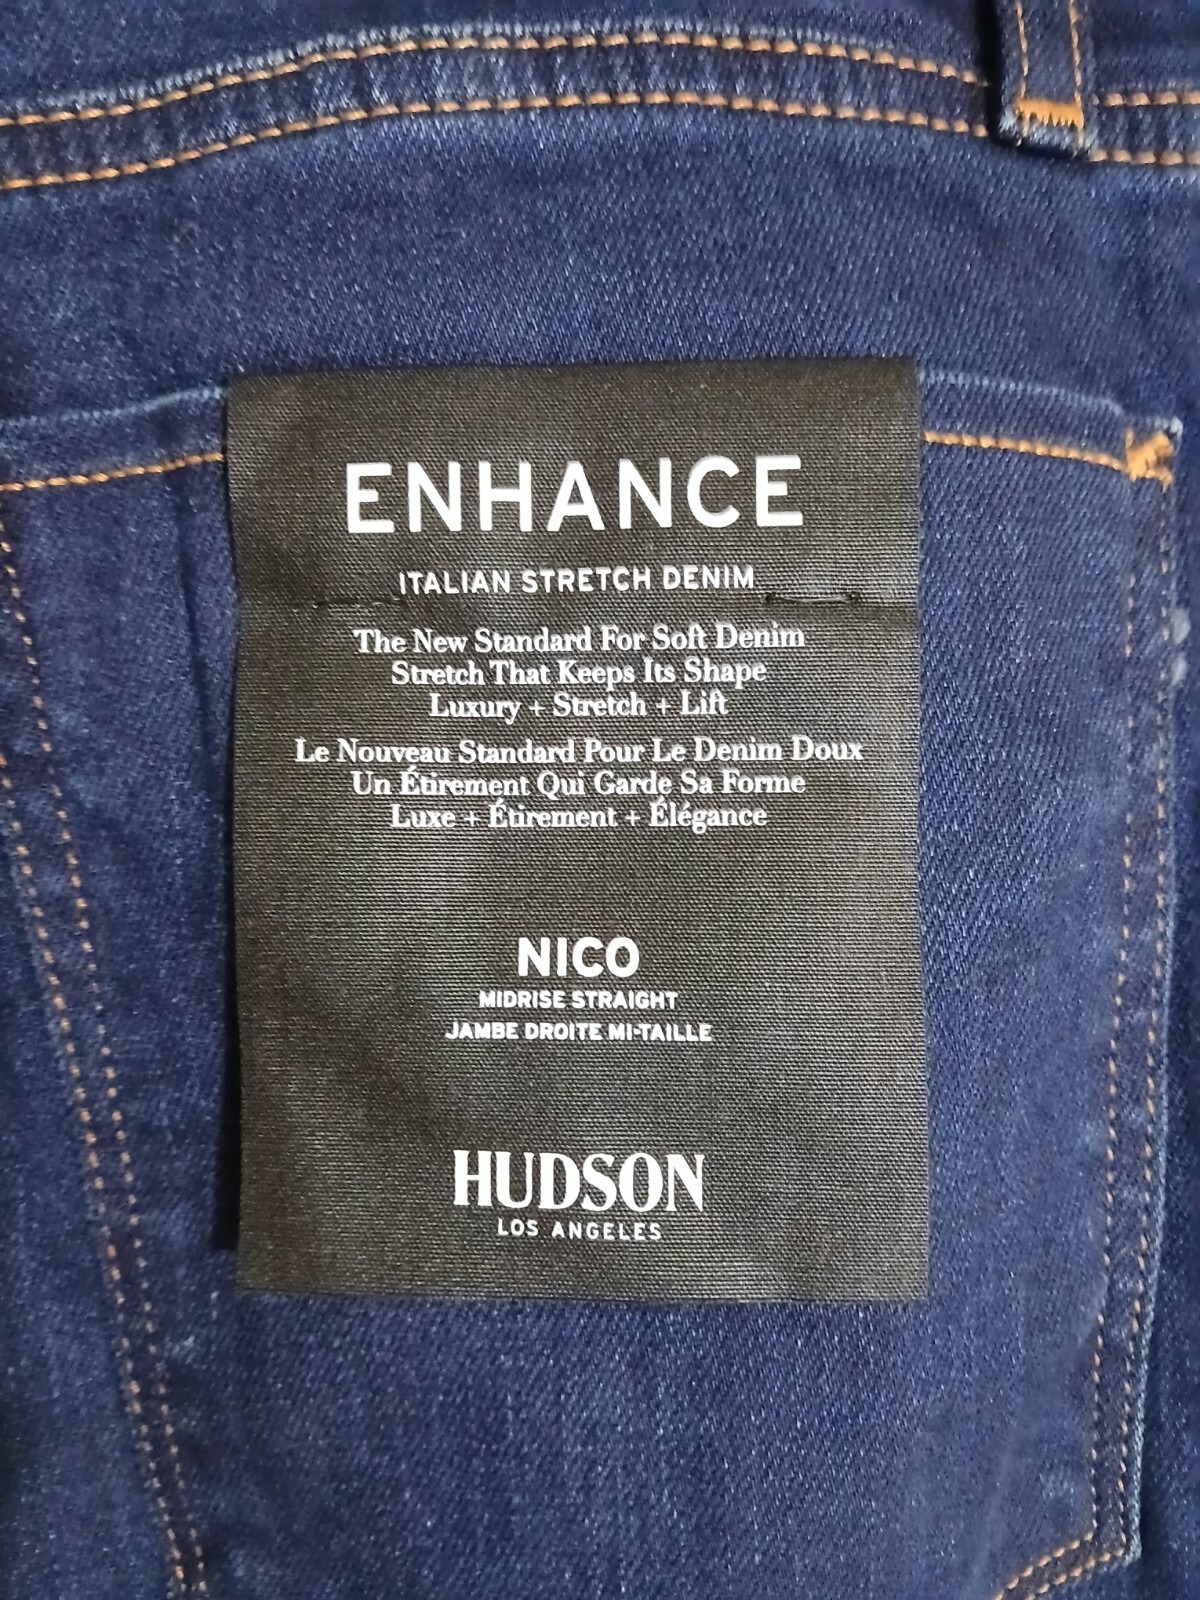 ENHANCE
ITALIAN STRETCH DENIM
The New Standard For Soft Denim
Stretch That Keeps Its Shape
Luxury + Stretch + Lift
Le Nouveau Standard Pour Le Denim Doux
Un Étirement Qui Garde Sa Forme
Luxe + Étirement + Élégance
NICO
MIDRISE STRAIGHT
JAMBE DROITE MI-TAILLE
HUDSON
LOS ANGELES